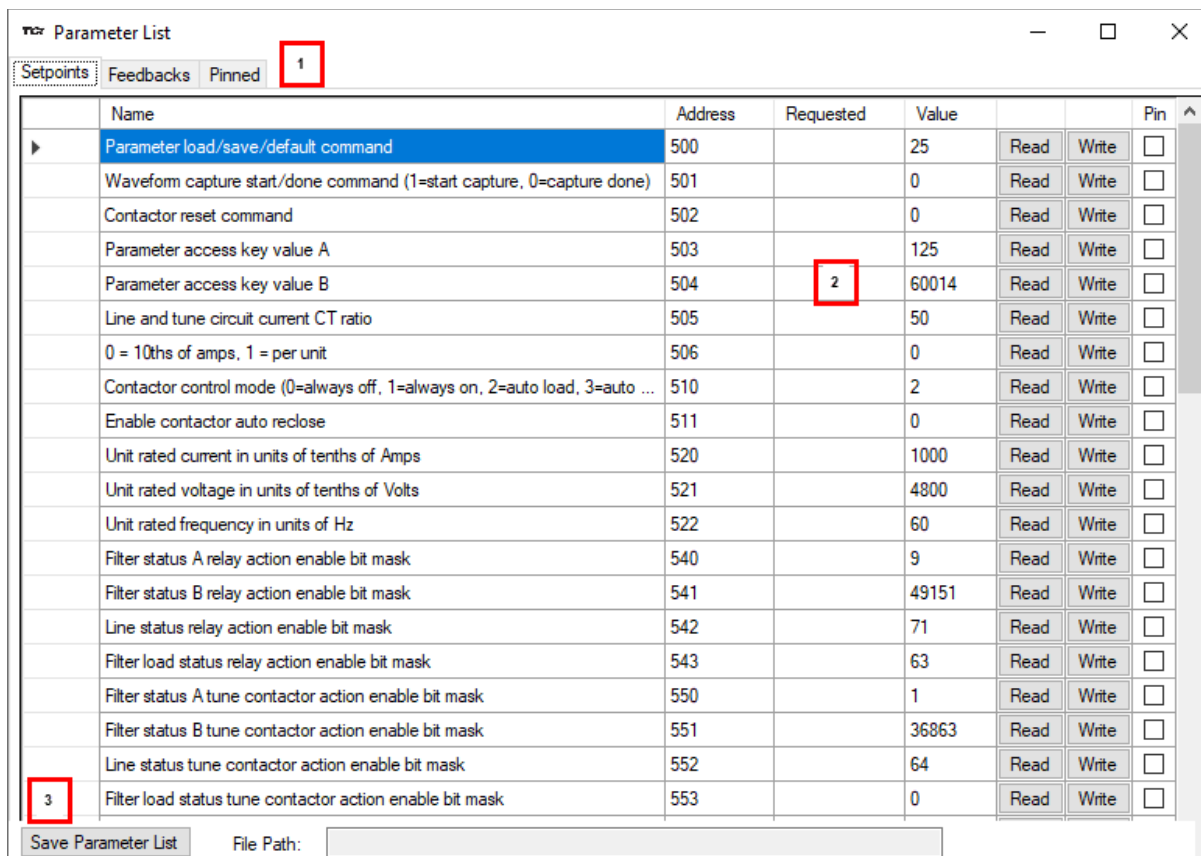 TCI Parameter List
1
Setpoints Feedbacks Pinned
Name Address Requested Value Pin
Parameter load/save/default command 500 25 Read Write
Waveform capture start/done command (1=start capture, 0=capture done) 501 0 Read Write
Contactor reset command 502 0 Read Write
Parameter access key value A 503 125 Read Write
Parameter access key value B 504 2 60014 Read Write
Line and tune circuit current CT ratio 505 50 Read Write
0 = 10ths of amps, 1 = per unit 506 0 Read Write
Contactor control mode (0=always off, 1=always on, 2=auto load, 3=auto ... 510 2 Read Write
Enable contactor auto reclose 511 0 Read Write
Unit rated current in units of tenths of Amps 520 1000 Read Write
Unit rated voltage in units of tenths of Volts 521 4800 Read Write
Unit rated frequency in units of Hz 522 60 Read Write
Filter status A relay action enable bit mask 540 9 Read Write
Filter status B relay action enable bit mask 541 49151 Read Write
Line status relay action enable bit mask 542 71 Read Write
Filter load status relay action enable bit mask 543 63 Read Write
Filter status A tune contactor action enable bit mask 550 1 Read Write
Filter status B tune contactor action enable bit mask 551 36863 Read Write
Line status tune contactor action enable bit mask 552 64 Read Write
3 Filter load status tune contactor action enable bit mask 553 0 Read Write
Save Parameter List File Path: